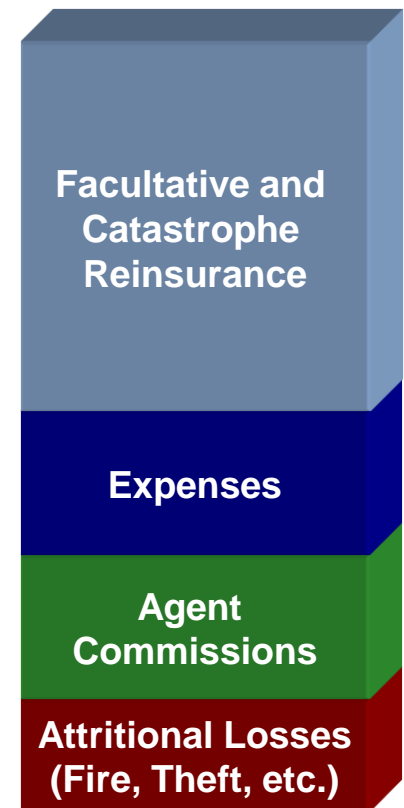 Facultative and
Catastrophe
Reinsurance
Expenses
Agent
Commissions
Attritional Losses
(Fire, Theft, etc.)